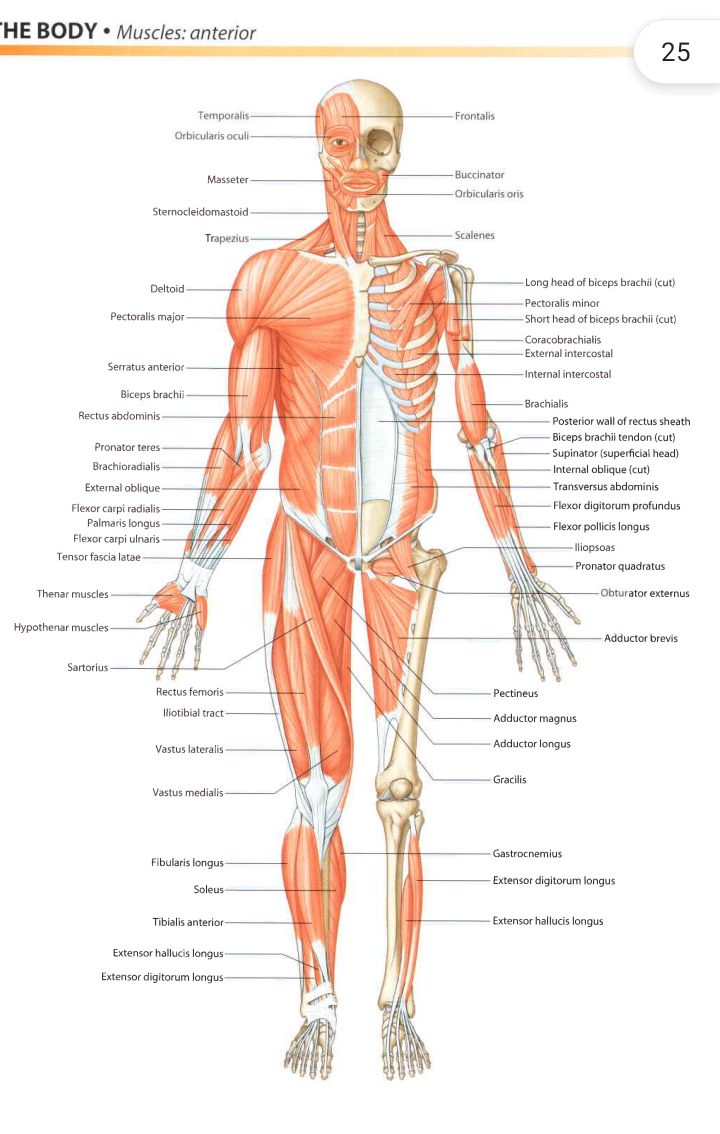 THE BODY • Muscles: anterior
25
Temporalis
Orbicularis oculi
Masseter
Sternocleidomastoid
Trapezius
Deltoid
Pectoralis major
Serratus anterior
Biceps brachii
Rectus abdominis
Pronator teres
Brachioradialis
External oblique
Flexor carpi radialis
Palmaris longus
Flexor carpi ulnaris
Tensor fascia latae
Thenar muscles
Hypothenar muscles
Sartorius
Rectus femoris
Iliotibial tract
Vastus lateralis
Vastus medialis
Fibularis longus
Soleus
Tibialis anterior
Extensor hallucis longus
Extensor digitorum longus
Frontalis
Buccinator
Orbicularis oris
Scalenes
Long head of biceps brachii (cut)
Pectoralis minor
Short head of biceps brachii (cut)
Coracobrachialis
External intercostal
Internal intercostal
Brachialis
Posterior wall of rectus sheath
Biceps brachii tendon (cut)
Supinator (superficial head)
Internal oblique (cut)
Transversus abdominis
Flexor digitorum profundus
Flexor pollicis longus
Iliopsoas
Pronator quadratus
Obturator externus
Adductor brevis
Pectineus
Adductor magnus
Adductor longus
Gracilis
Gastrocnemius
Extensor digitorum longus
Extensor hallucis longus